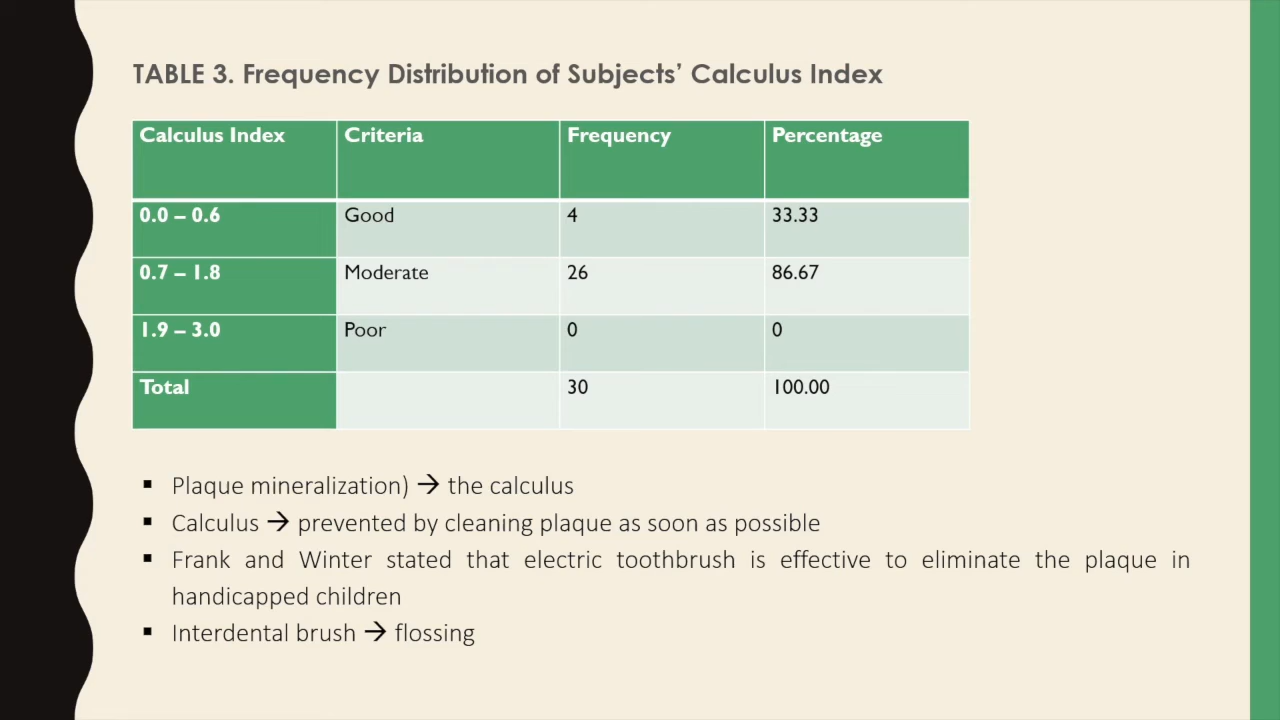 TABLE 3. Frequency Distribution of Subjects’ Calculus Index
Calculus Index Criteria Frequency Percentage
0.0 – 0.6 Good 4 33.33
0.7 – 1.8 Moderate 26 86.67
1.9 – 3.0 Poor 0 0
Total 30 100.00
▪ Plaque mineralization) → the calculus
▪ Calculus → prevented by cleaning plaque as soon as possible
▪ Frank and Winter stated that electric toothbrush is effective to eliminate the plaque in
handicapped children
▪ Interdental brush → flossing